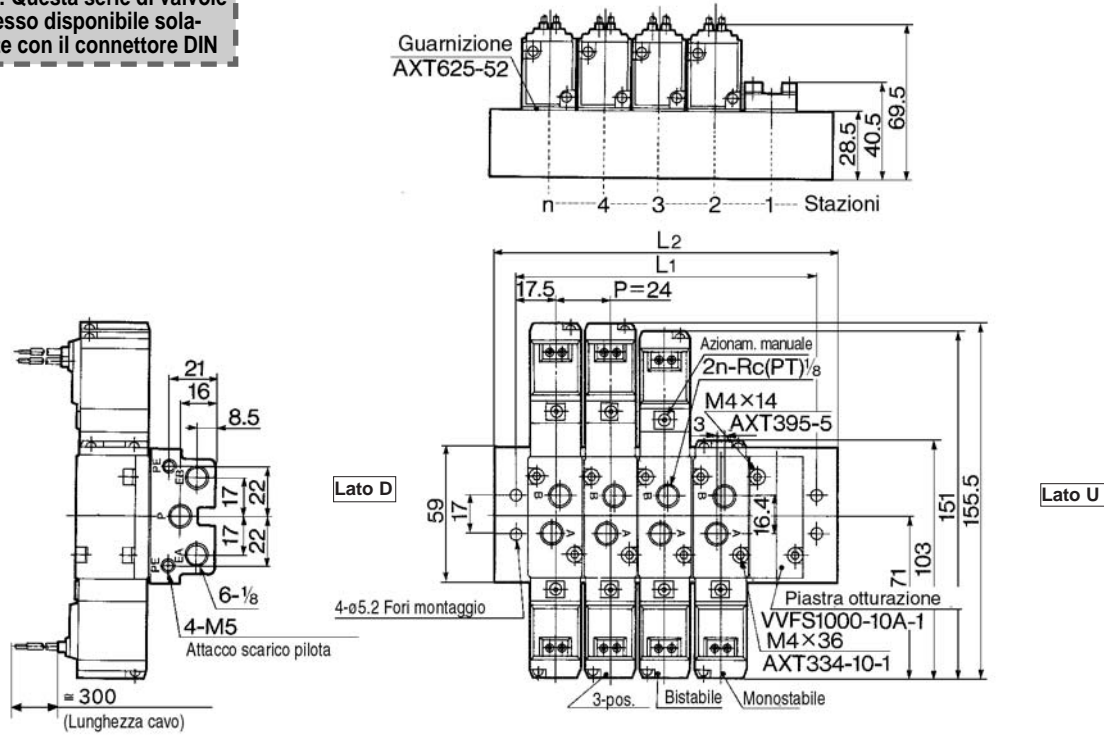 Questa serie di valvole
esso disponibile sola-
e con il connettore DIN
Guarnizione
AXT625-52
28.5
40.5
69.5
n 4 3 2 1 Stazioni
L2
L1
17.5 P=24
Azionam. manuale
2n-Rc(PT)⅛
M4×14
3 AXT395-5
21
16
8.5
PE
EB
P
EA
PE
17
22
17
22
6-⅛
4-M5
Attacco scarico pilota
≅ 300
(Lunghezza cavo)
Lato D
59
17
B B B B
A A A A
16.4
71
103
151
155.5
Lato U
4-ø5.2 Fori montaggio
Piastra otturazione
VVFS1000-10A-1
M4×36
AXT334-10-1
3-pos. Bistabile Monostabile